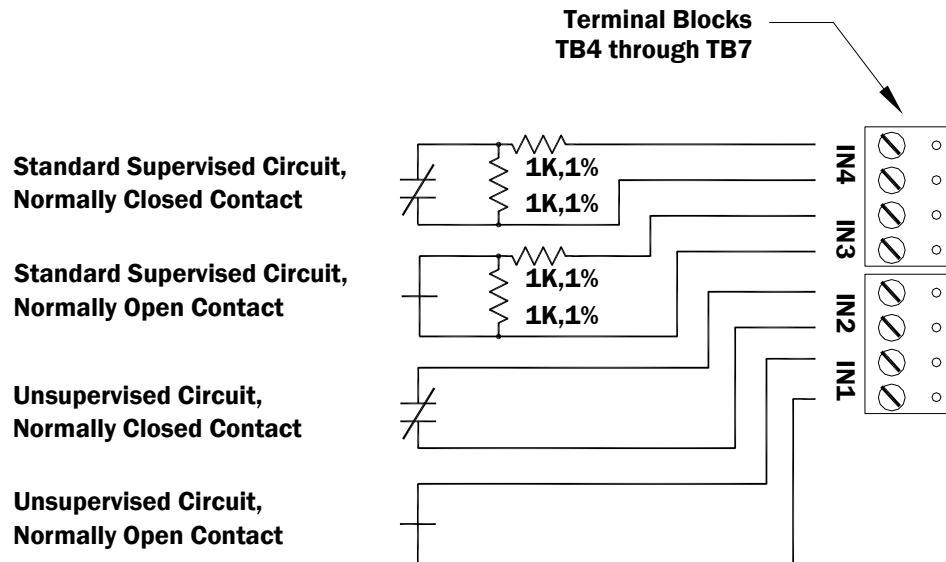 Terminal Blocks
TB4 through TB7
Standard Supervised Circuit,
Normally Closed Contact
1K,1%
1K,1%
IN4
Standard Supervised Circuit,
Normally Open Contact
1K,1%
1K,1%
IN3
Unsupervised Circuit,
Normally Closed Contact
IN2
Unsupervised Circuit,
Normally Open Contact
IN1